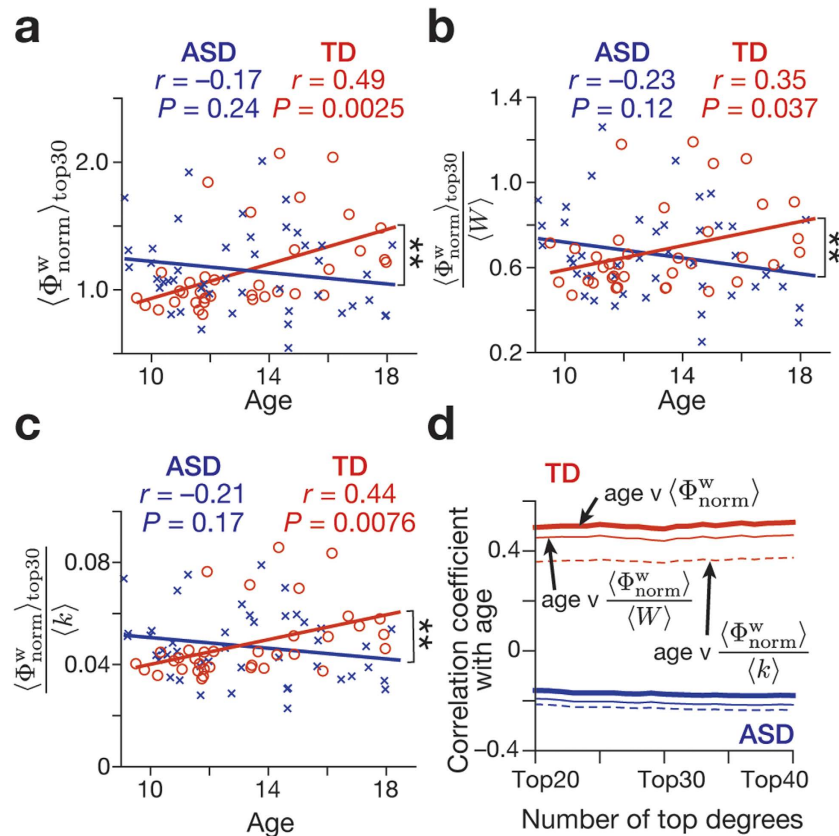 a
ASD TD
r = −0.17 r = 0.49
P = 0.24 P = 0.0025
⟨Φ^w_norm⟩top30
2.0
1.0
**
10 14 18
Age
b
ASD TD
r = −0.23 r = 0.35
P = 0.12 P = 0.037
⟨Φ^w_norm⟩top30
⟨W⟩
1.4
1.0
0.6
0.2
**
10 14 18
Age
c
ASD TD
r = −0.21 r = 0.44
P = 0.17 P = 0.0076
⟨Φ^w_norm⟩top30
⟨k⟩
0.08
0.04
0
**
10 14 18
Age
d
TD
age v ⟨Φ^w_norm⟩
age v ⟨Φ^w_norm⟩
⟨W⟩
age v ⟨Φ^w_norm⟩
⟨k⟩
ASD
Correlation coefficient
with age
0.4
0
−0.4
Top20 Top30 Top40
Number of top degrees